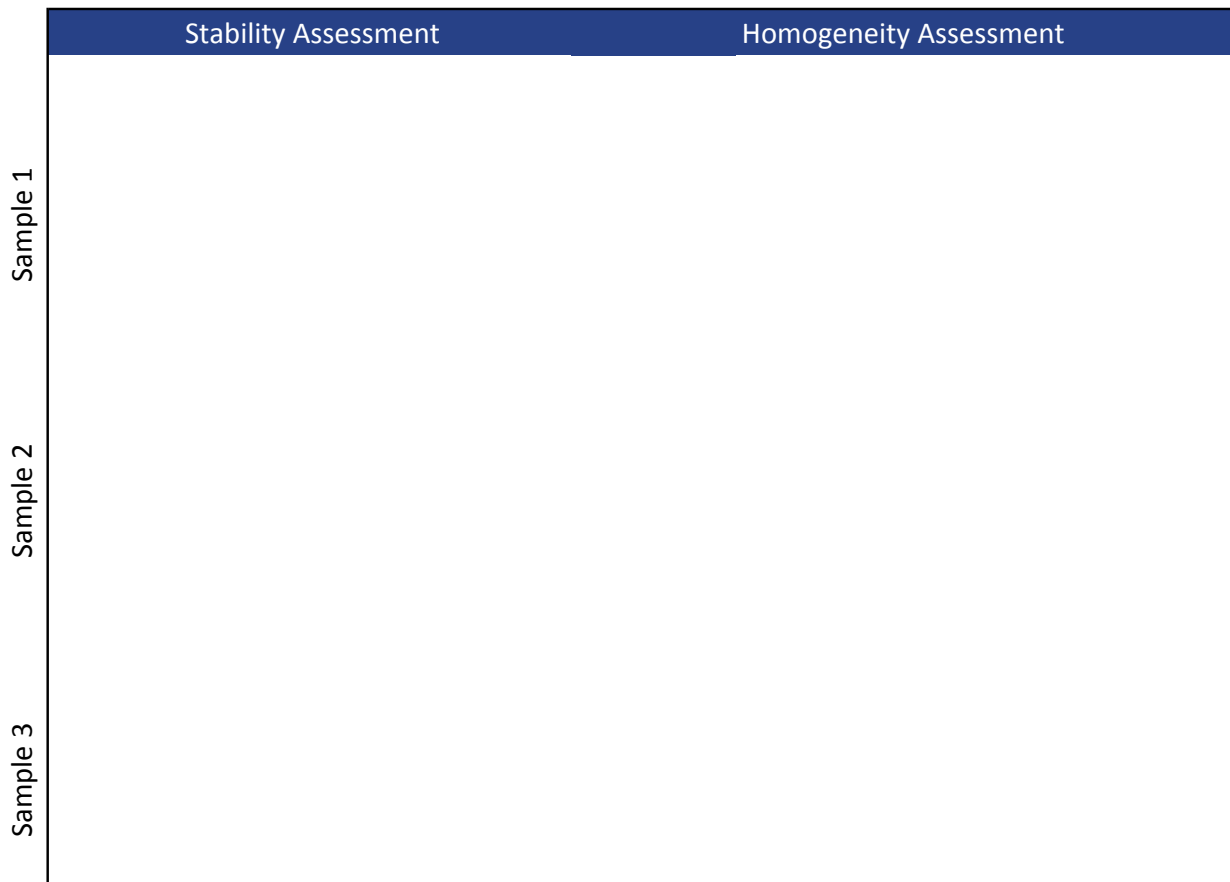 Stability Assessment
Homogeneity Assessment
Sample 1
Sample 2
Sample 3